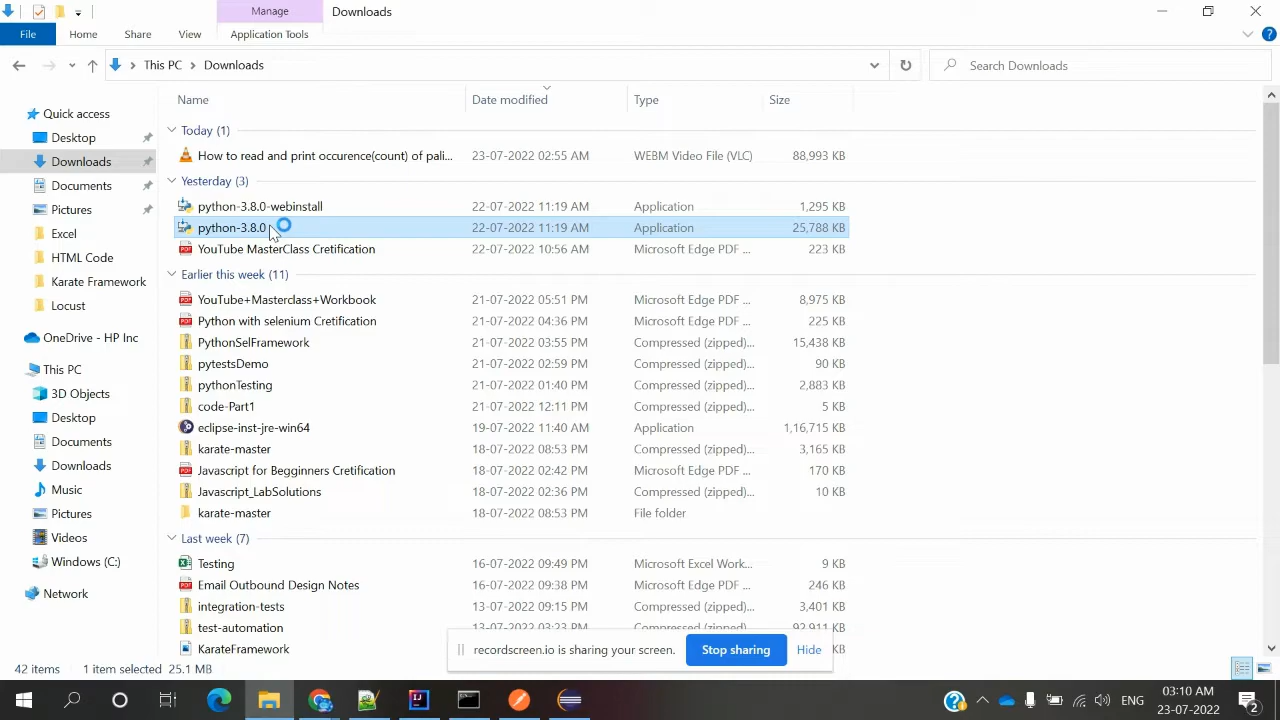 Manage
Downloads
File
Home
Share
View
Application Tools
?
This PC
Downloads
Search Downloads
Name
Date modified
Type
Size
Quick access
Desktop
Downloads
Documents
Pictures
Excel
HTML Code
Karate Framework
Locust
OneDrive - HP Inc
This PC
3D Objects
Desktop
Documents
Downloads
Music
Pictures
Videos
Windows (C:)
Network
Today (1)
How to read and print occurence(count) of pali... 23-07-2022 02:55 AM WEBM Video File (VLC) 88,993 KB
Yesterday (3)
python-3.8.0-webinstall 22-07-2022 11:19 AM Application 1,295 KB
python-3.8.0 22-07-2022 11:19 AM Application 25,788 KB
YouTube MasterClass Cretification 22-07-2022 10:56 AM Microsoft Edge PDF ... 223 KB
Earlier this week (11)
YouTube+Masterclass+Workbook 21-07-2022 05:51 PM Microsoft Edge PDF ... 8,975 KB
Python with selenium Cretification 21-07-2022 04:36 PM Microsoft Edge PDF ... 225 KB
PythonSelFramework 21-07-2022 03:55 PM Compressed (zipped)... 15,438 KB
pytestsDemo 21-07-2022 02:59 PM Compressed (zipped)... 90 KB
pythonTesting 21-07-2022 01:40 PM Compressed (zipped)... 2,883 KB
code-Part1 21-07-2022 12:11 PM Compressed (zipped)... 5 KB
eclipse-inst-jre-win64 19-07-2022 11:40 AM Application 1,16,715 KB
karate-master 18-07-2022 08:53 PM Compressed (zipped)... 3,165 KB
Javascript for Begginners Cretification 18-07-2022 02:42 PM Microsoft Edge PDF ... 170 KB
Javascript_LabSolutions 18-07-2022 02:36 PM Compressed (zipped)... 10 KB
karate-master 18-07-2022 08:53 PM File folder
Last week (7)
Testing 16-07-2022 09:49 PM Microsoft Excel Work... 9 KB
Email Outbound Design Notes 16-07-2022 09:38 PM Microsoft Edge PDF ... 246 KB
integration-tests 13-07-2022 09:15 PM Compressed (zipped)... 3,401 KB
test-automation 13-07-2022 03:23 PM Compressed (zipped)... 92,911 KB
KarateFramework KB
recordscreen.io is sharing your screen. Stop sharing Hide
42 items 1 item selected 25.1 MB
ENG
03:10 AM
23-07-2022
2